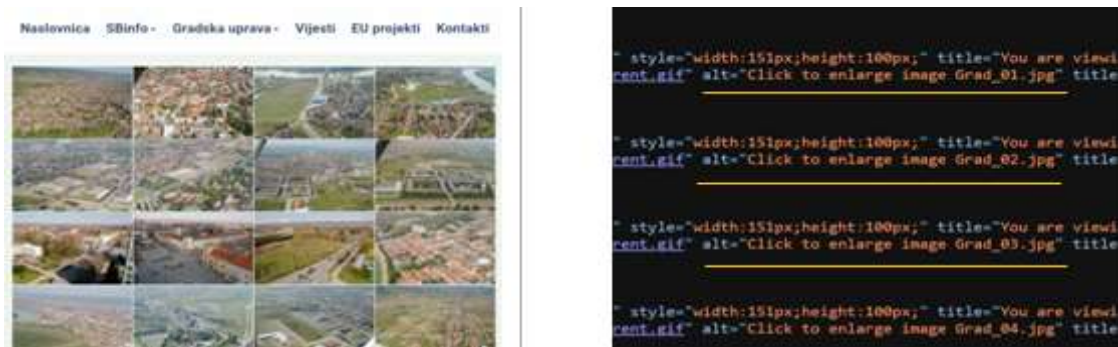 Naslovnica SBinfo Gradska uprava Vijesti EU projekti Kontakti
" style="width:151px;height:100px;" title="You are viewi
rent.gif" alt="Click to enlarge image Grad_01.jpg" title
" style="width:151px;height:100px;" title="You are viewi
rent.gif" alt="Click to enlarge image Grad_02.jpg" title
" style="width:151px;height:100px;" title="You are viewi
rent.gif" alt="Click to enlarge image Grad_03.jpg" title
" style="width:151px;height:100px;" title="You are viewi
rent.gif" alt="Click to enlarge image Grad_04.jpg" title